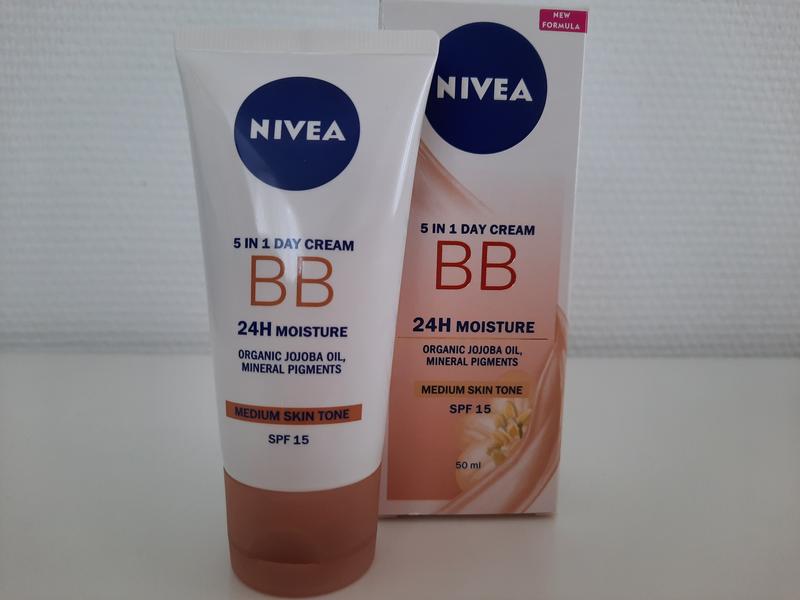 NIVEA
5 IN 1 DAY CREAM
BB
24H MOISTURE
ORGANIC JOJOBA OIL,
MINERAL PIGMENTS
MEDIUM SKIN TONE
SPF 15
NEW
FORMULA
NIVEA
5 IN 1 DAY CREAM
BB
24H MOISTURE
ORGANIC JOJOBA OIL,
MINERAL PIGMENTS
MEDIUM SKIN TONE
SPF 15
50 ml